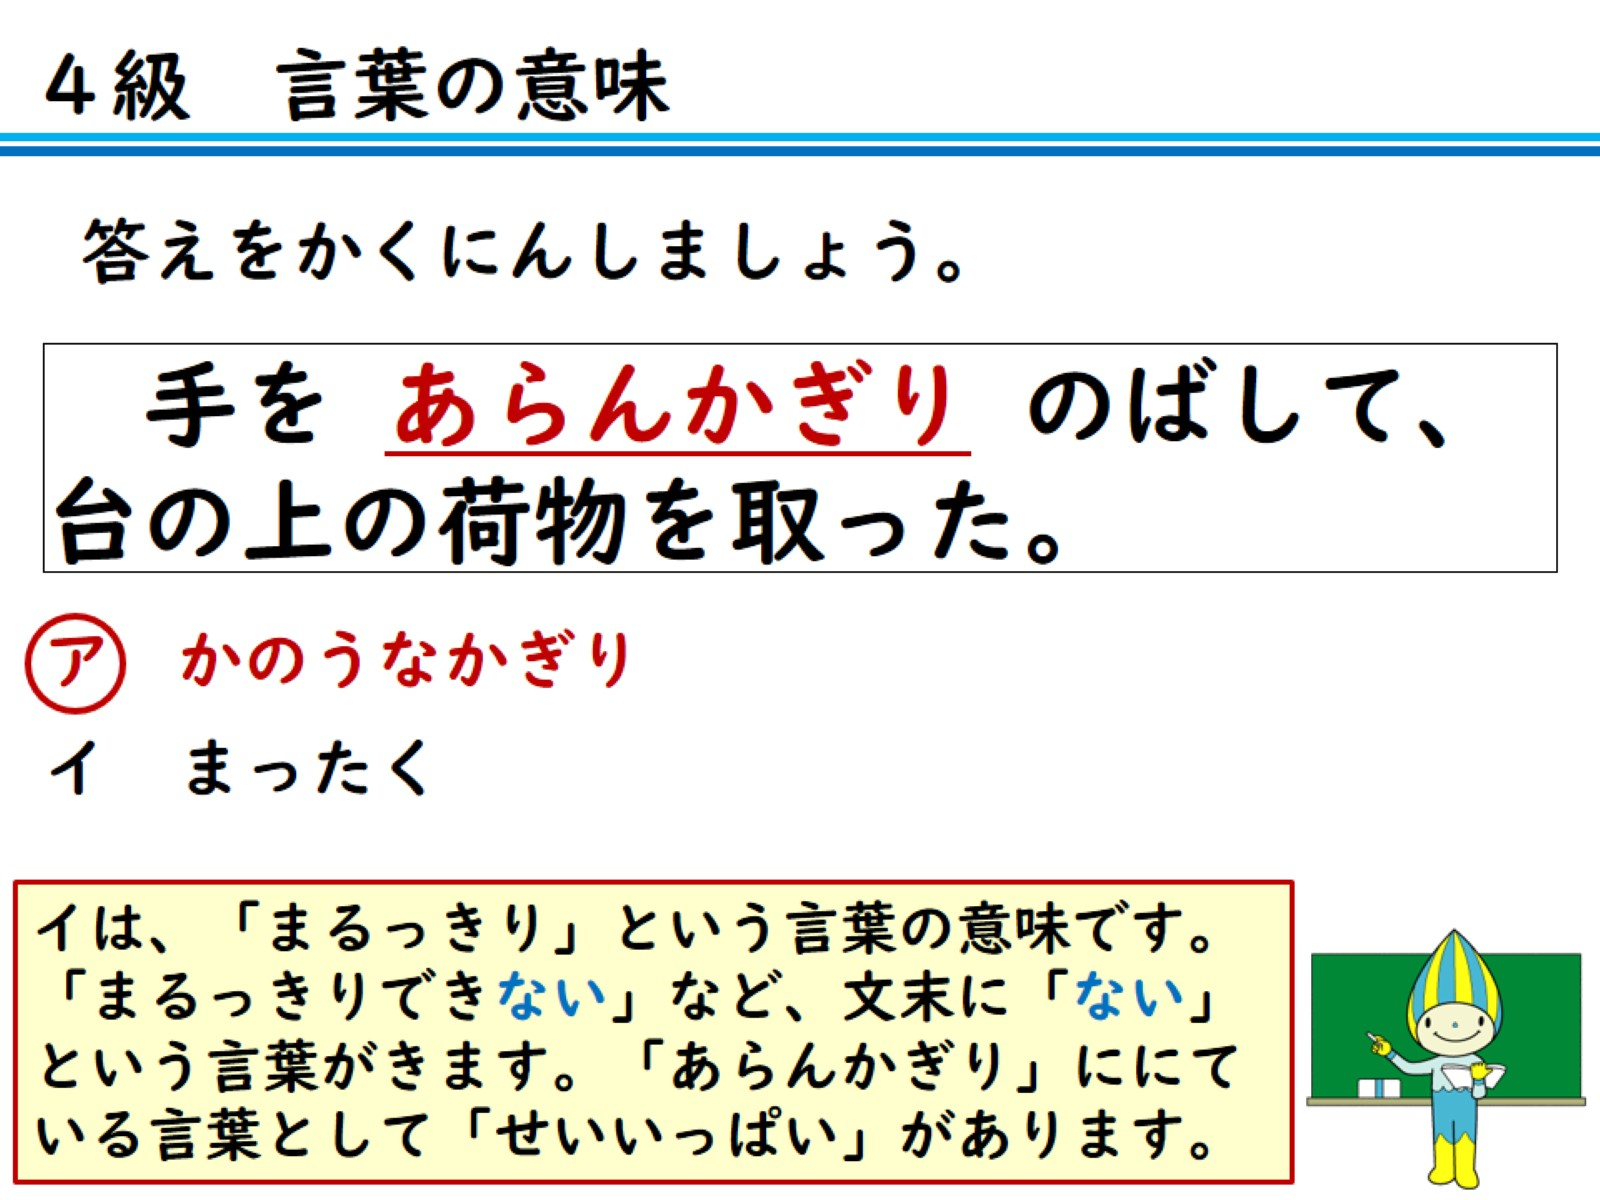 ４級　言葉の意味
答えをかくにんしましょう。
手を あらんかぎり のばして、
台の上の荷物を取った。
ア　かのうなかぎり
イ　まったく
イは、「まるっきり」という言葉の意味です。
「まるっきりできない」など、文末に「ない」
という言葉がきます。「あらんかぎり」ににて
いる言葉として「せいいっぱい」があります。